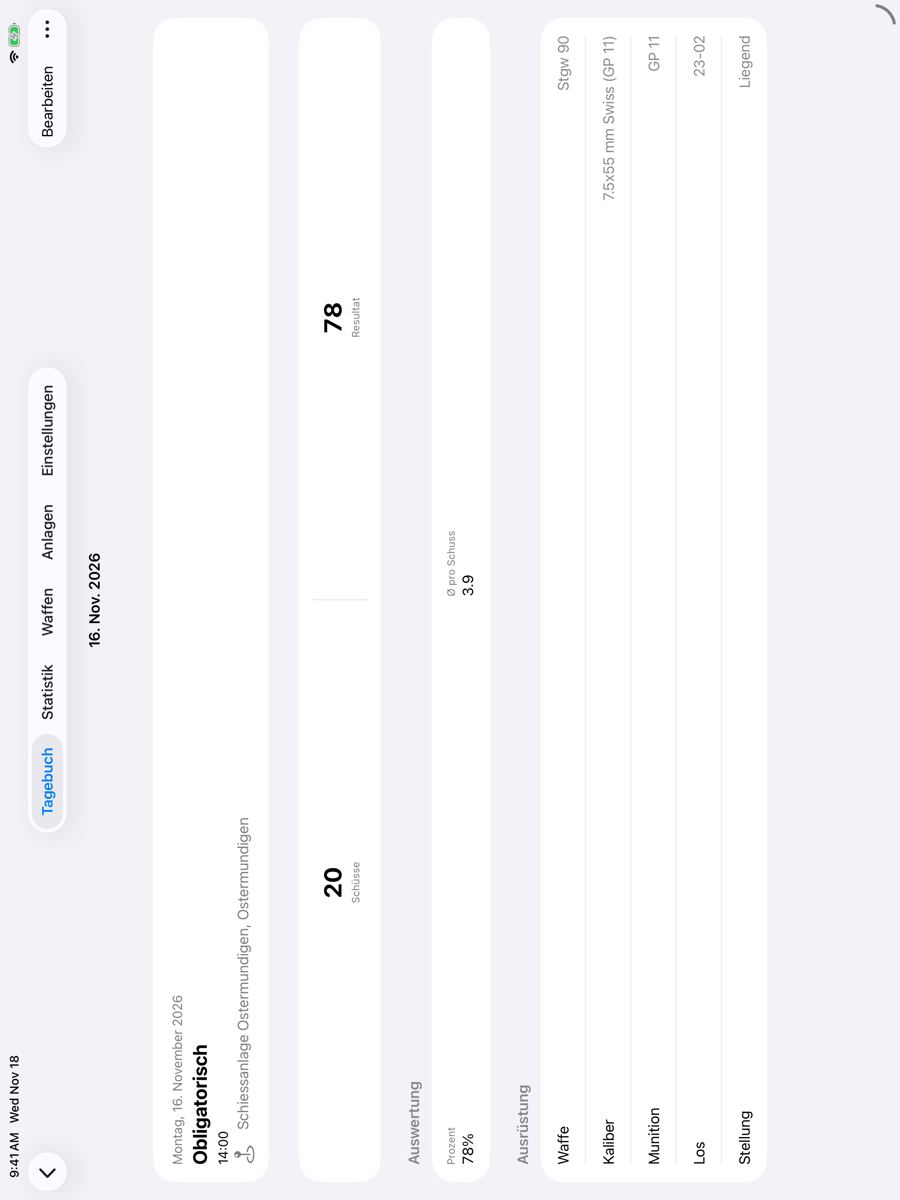 9:41 AM Wed Nov 18
Tagebuch Statistik Waffen Anlagen Einstellungen
Bearbeiten
16. Nov. 2026
Montag, 16. November 2026
Obligatorisch
14:00
Schiessanlage Ostermundigen, Ostermundigen
20
Schüsse
78
Resultat
Auswertung
Prozent
78%
Ø pro Schuss
3.9
Ausrüstung
Waffe Stgw 90
Kaliber 7.5x55 mm Swiss (GP 11)
Munition GP 11
Los 23-02
Stellung Liegend